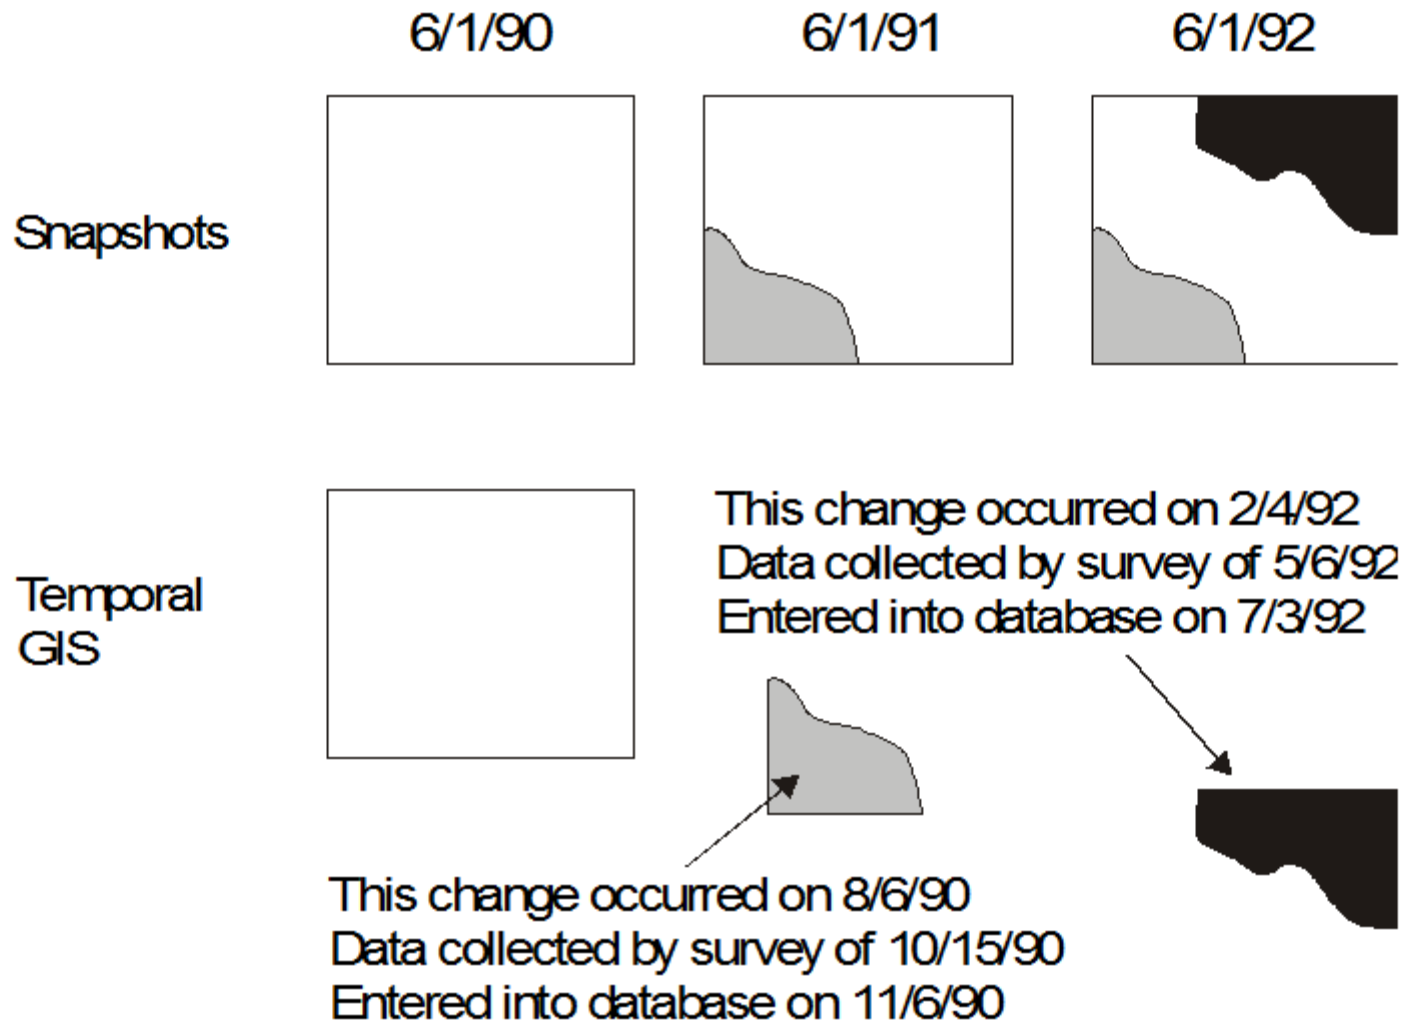 6/1/90 6/1/91 6/1/92
Snapshots
Temporal
GIS
This change occurred on 2/4/92
Data collected by survey of 5/6/92
Entered into database on 7/3/92
This change occurred on 8/6/90
Data collected by survey of 10/15/90
Entered into database on 11/6/90